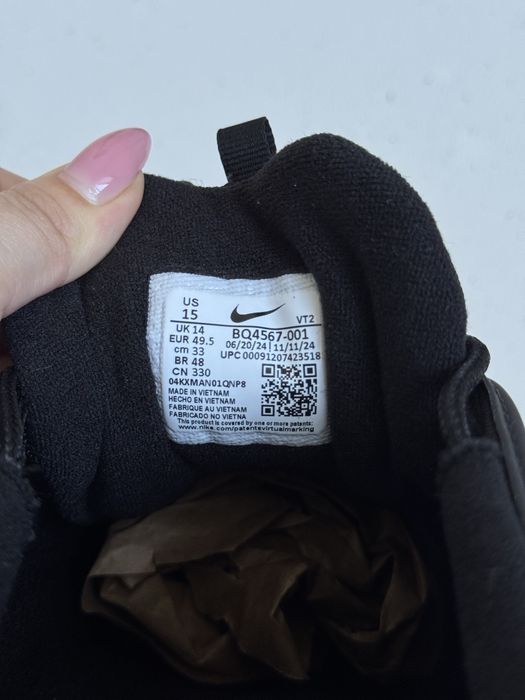 US
15
VT2
UK 14
BQ4567-001
EUR 49.5
06/20/24 | 11/11/24
cm 33
UPC 00091207423518
BR 48
CN 330
04KXMAN01QNP8
MADE IN VIETNAM
HECHO EN VIETNAM
FABRIQUE AU VIETNAM
FABRICADO NO VIETNA
This product is covered by one or more patents:
www.nike.com/patentsvirtualmarking